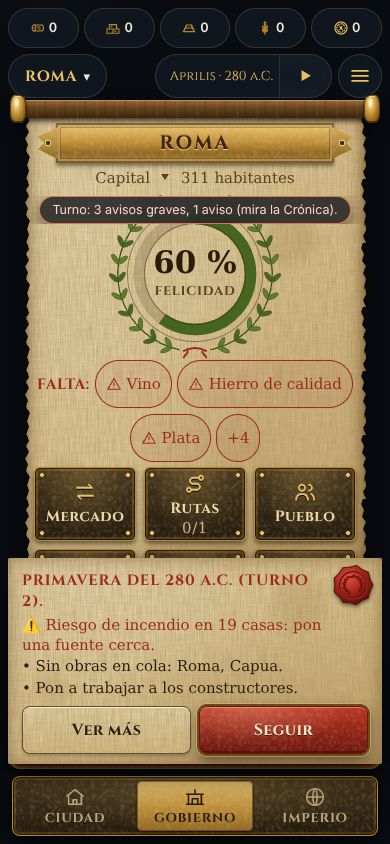 0 0 0 0 0
ROMA ▾
APRILIS · 280 A.C.
ROMA
Capital ▾ 311 habitantes
Turno: 3 avisos graves, 1 aviso (mira la Crónica).
60 %
FELICIDAD
FALTA: Vino Hierro de calidad
Plata +4
MERCADO
RUTAS
0/1
PUEBLO
PRIMAVERA DEL 280 A.C. (TURNO
2).
⚠️ Riesgo de incendio en 19 casas: pon
una fuente cerca.
• Sin obras en cola: Roma, Capua.
• Pon a trabajar a los constructores.
VER MÁS
SEGUIR
CIUDAD
GOBIERNO
IMPERIO